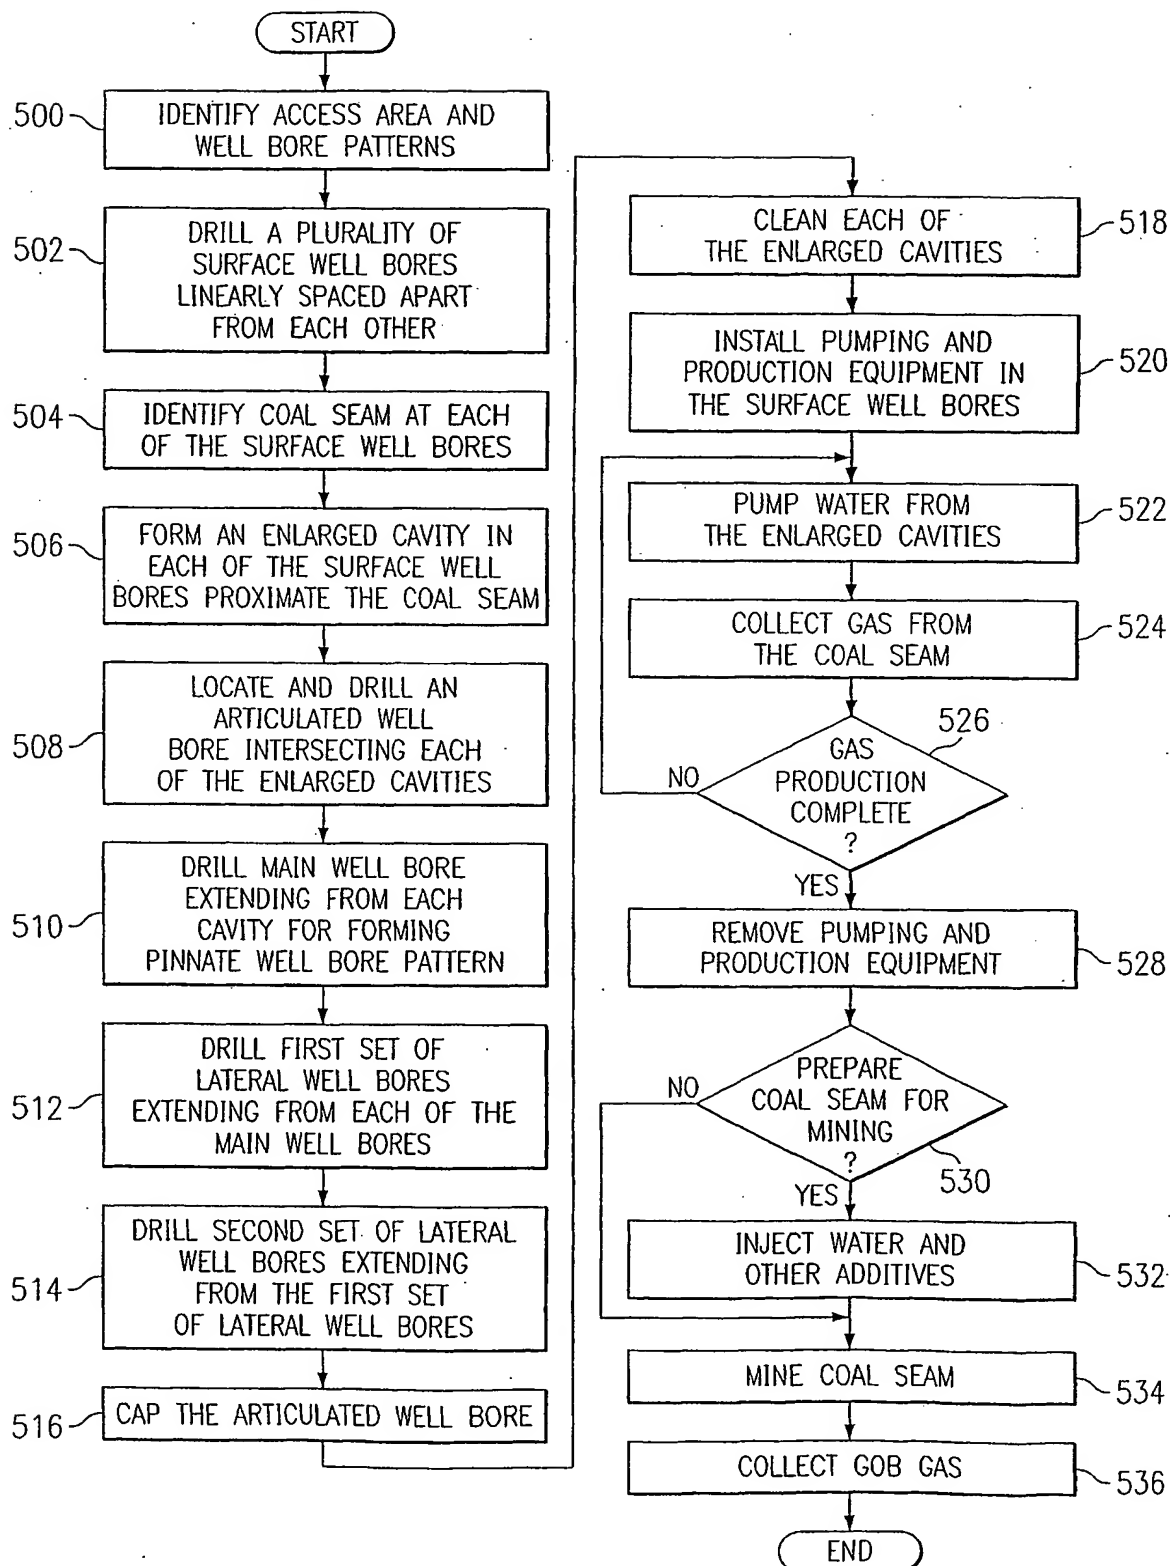 START
500
IDENTIFY ACCESS AREA AND
WELL BORE PATTERNS
502
DRILL A PLURALITY OF
SURFACE WELL BORES
LINEARLY SPACED APART
FROM EACH OTHER
504
IDENTIFY COAL SEAM AT EACH
OF THE SURFACE WELL BORES
506
FORM AN ENLARGED CAVITY IN
EACH OF THE SURFACE WELL
BORES PROXIMATE THE COAL SEAM
508
LOCATE AND DRILL AN
ARTICULATED WELL
BORE INTERSECTING EACH
OF THE ENLARGED CAVITIES
510
DRILL MAIN WELL BORE
EXTENDING FROM EACH
CAVITY FOR FORMING
PINNATE WELL BORE PATTERN
512
DRILL FIRST SET OF
LATERAL WELL BORES
EXTENDING FROM EACH OF THE
MAIN WELL BORES
514
DRILL SECOND SET OF LATERAL
WELL BORES EXTENDING
FROM THE FIRST SET
OF LATERAL WELL BORES
516
CAP THE ARTICULATED WELL BORE
CLEAN EACH OF
THE ENLARGED CAVITIES
518
INSTALL PUMPING AND
PRODUCTION EQUIPMENT IN
THE SURFACE WELL BORES
520
PUMP WATER FROM
THE ENLARGED CAVITIES
522
COLLECT GAS FROM
THE COAL SEAM
524
526
GAS
PRODUCTION
COMPLETE
?
NO
YES
REMOVE PUMPING AND
PRODUCTION EQUIPMENT
528
PREPARE
COAL SEAM FOR
MINING
?
NO
530
YES
INJECT WATER AND
OTHER ADDITIVES
532
MINE COAL SEAM
534
COLLECT GOB GAS
536
END